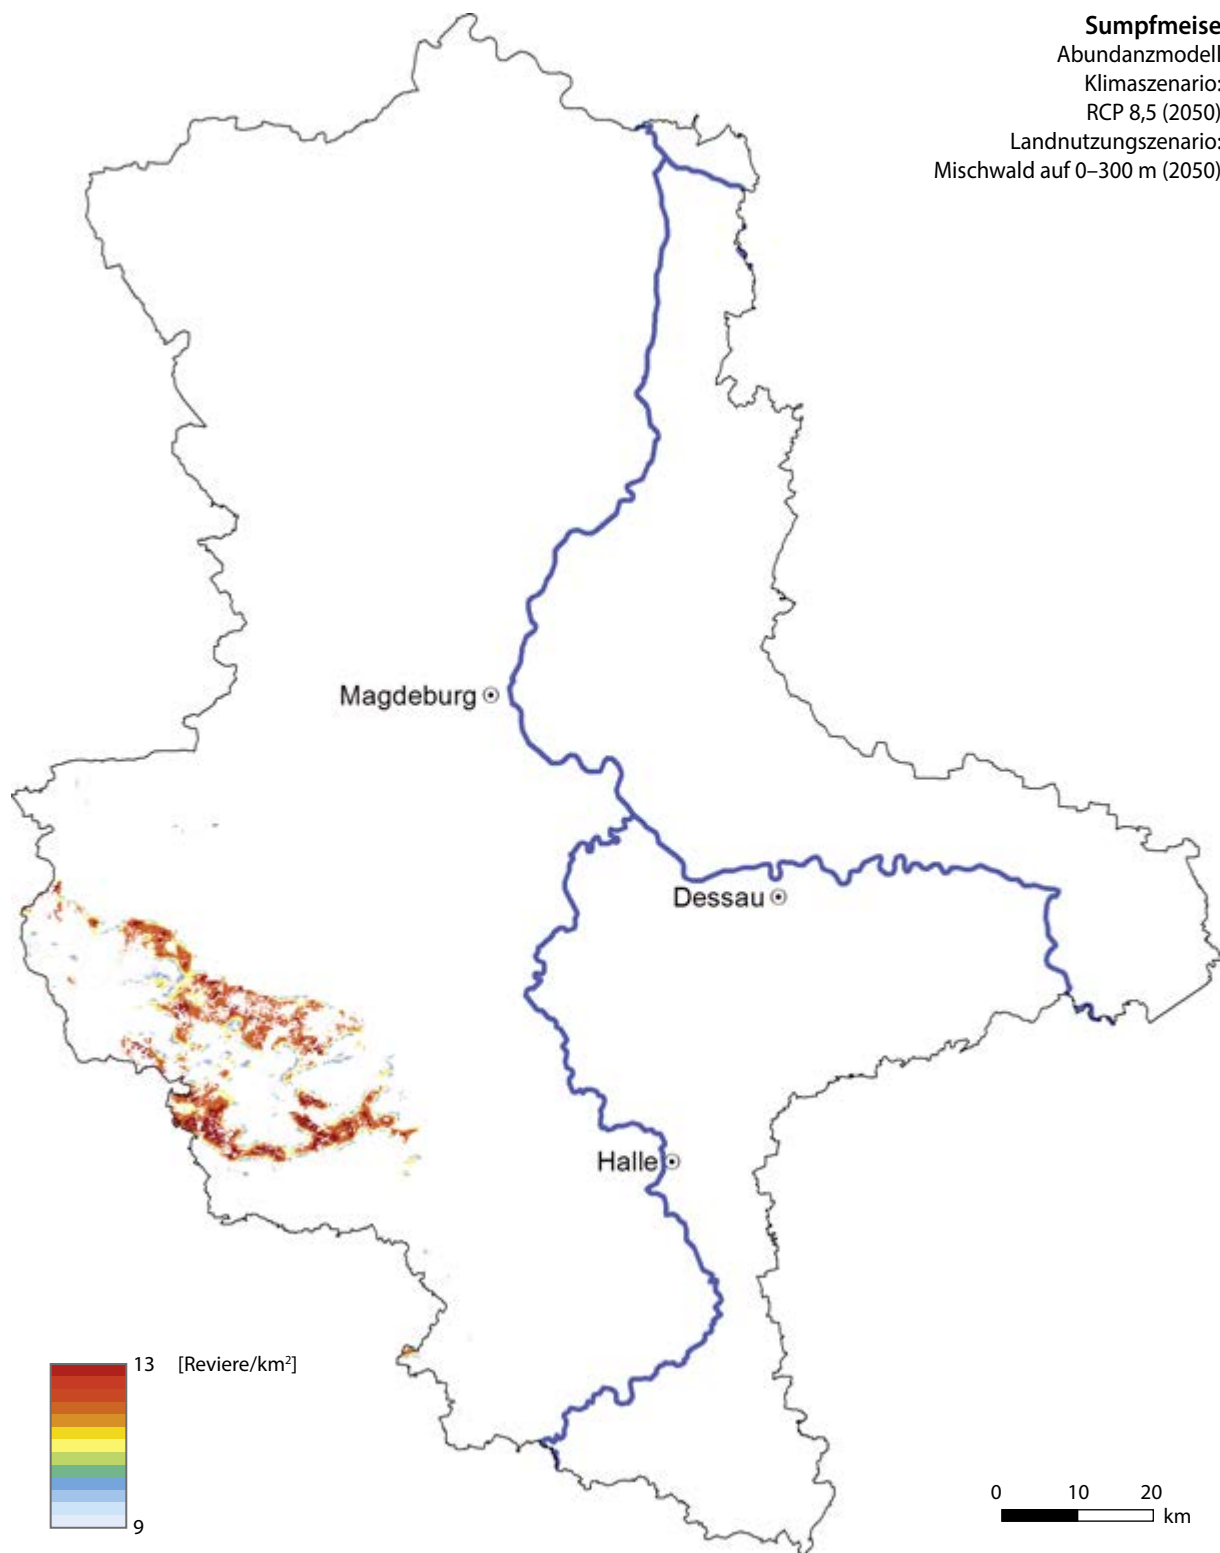 Sumpfmeise
Abundanzmodell
Klimaszenario:
RCP 8,5 (2050)
Landnutzungszenario:
Mischwald auf 0–300 m (2050)
Magdeburg
Dessau
Halle
13 [Reviere/km²]
9
0 10 20
km